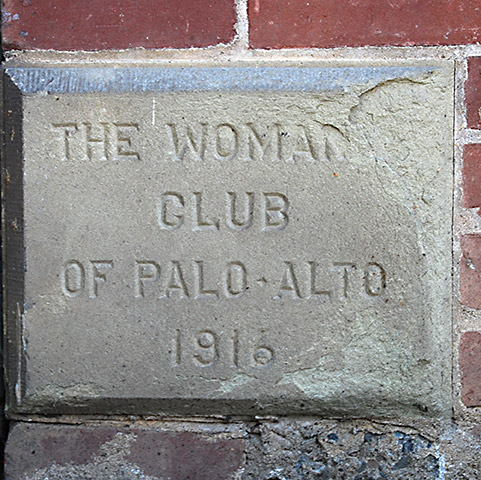 THE WOMAN
CLUB
OF PALO-ALTO
1916